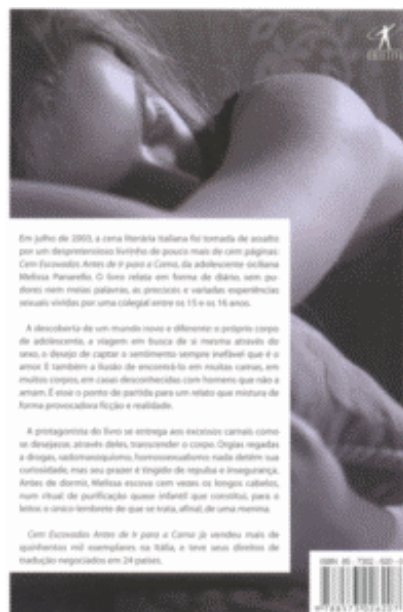 OBJETIVA
Em julho de 2003, a cena literária italiana foi tomada de assalto
por um despretensioso livrinho de pouco mais de cem páginas:
Cem Escovadas Antes de Ir para a Cama, da adolescente siciliana
Melissa Panarello. O livro relata em forma de diário, sem pu-
dores nem meias palavras, as precoces e variadas experiências
sexuais vividas por uma colegial entre os 15 e os 16 anos.
A descoberta de um mundo novo e diferente: o próprio corpo
de adolescente, a viagem em busca de si mesma através do
sexo, o desejo de captar o sentimento sempre inefável que é o
amor. E também a ilusão de encontrá-lo em muitas camas, em
muitos corpos, em casas desconhecidas com homens que não a
amam. É esse o ponto de partida para um relato que mistura de
forma provocadora ficção e realidade.
A protagonista do livro se entrega aos excessos carnais como
se desejasse, através deles, transcender o corpo. Orgias regadas
a drogas, sadomasoquismo, homossexualismo: nada detém sua
curiosidade, mas seu prazer é tingido de repulsa e insegurança.
Antes de dormir, Melissa escova cem vezes os longos cabelos,
num ritual de purificação quase infantil que constitui, para o
leitor, o único lembrete de que se trata, afinal, de uma menina.
Cem Escovadas Antes de Ir para a Cama já vendeu mais de
quinhentos mil exemplares na Itália, e teve seus direitos de
tradução negociados em 24 países.
ISBN 85 7302